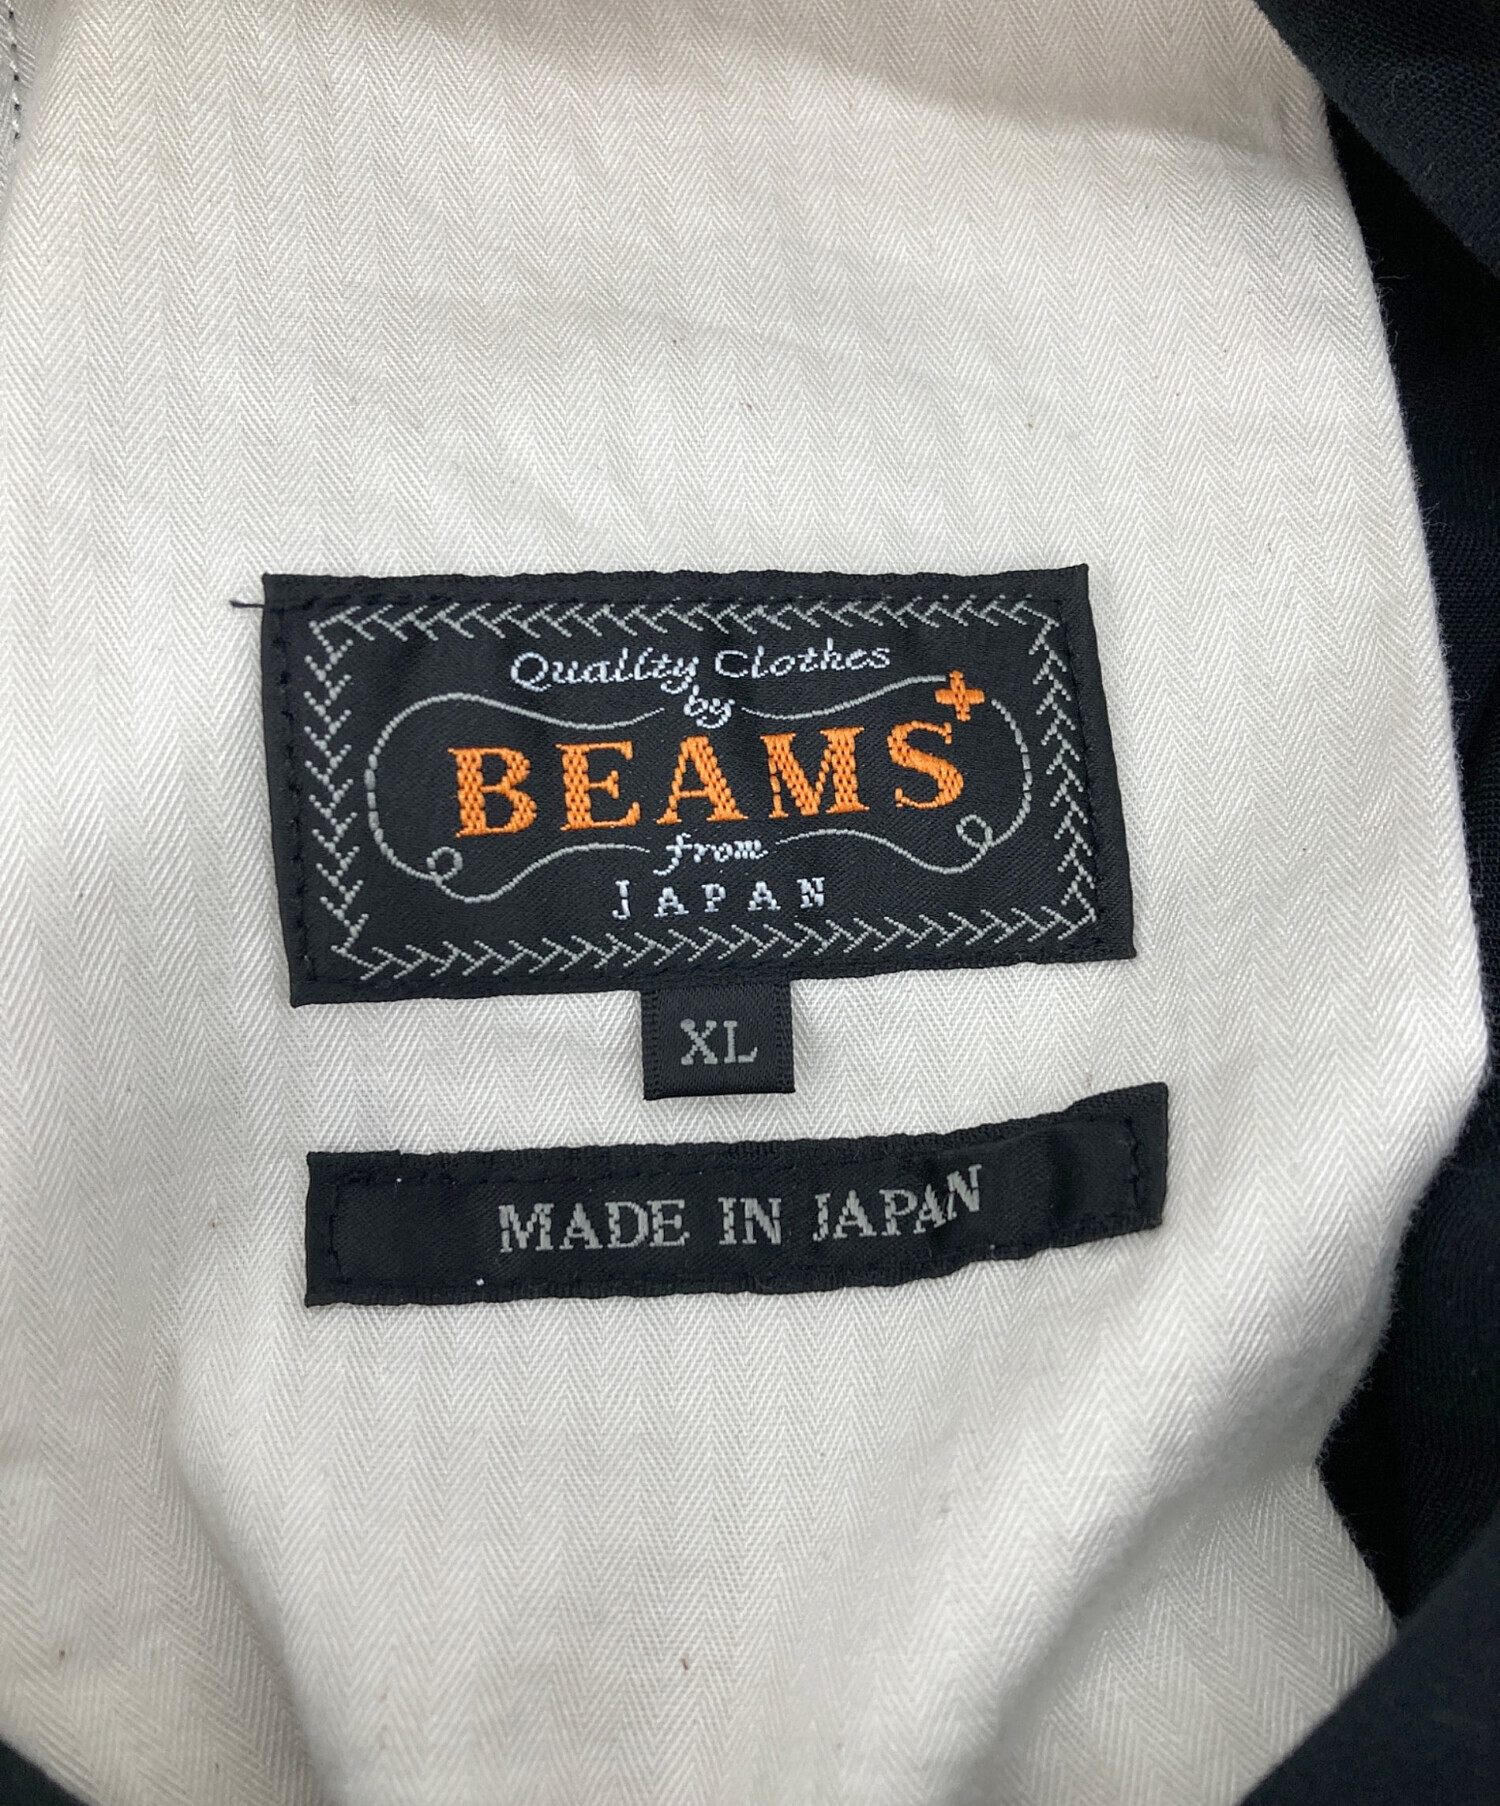 Quality Clothes
by
BEAMS+
from
JAPAN
XL
MADE IN JAPAN